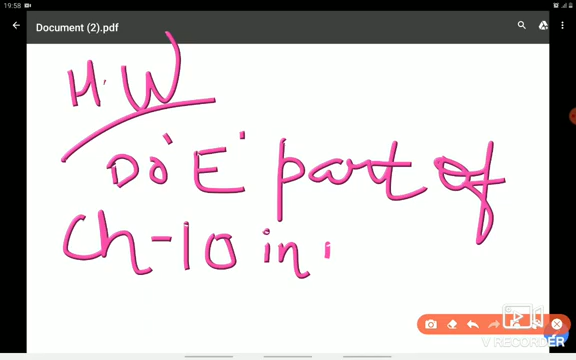 19:58
Document (2).pdf
H.W
Do 'E' part of
Ch-10 in
V RECORDER